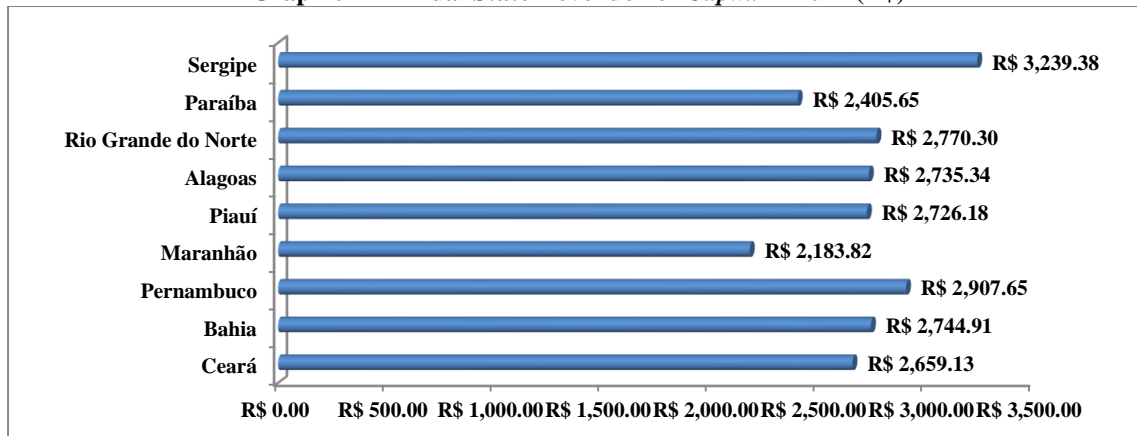 Sergipe R$ 3,239.38
Paraíba R$ 2,405.65
Rio Grande do Norte R$ 2,770.30
Alagoas R$ 2,735.34
Piauí R$ 2,726.18
Maranhão R$ 2,183.82
Pernambuco R$ 2,907.65
Bahia R$ 2,744.91
Ceará R$ 2,659.13
R$ 0.00 R$ 500.00 R$ 1,000.00 R$ 1,500.00 R$ 2,000.00 R$ 2,500.00 R$ 3,000.00 R$ 3,500.00